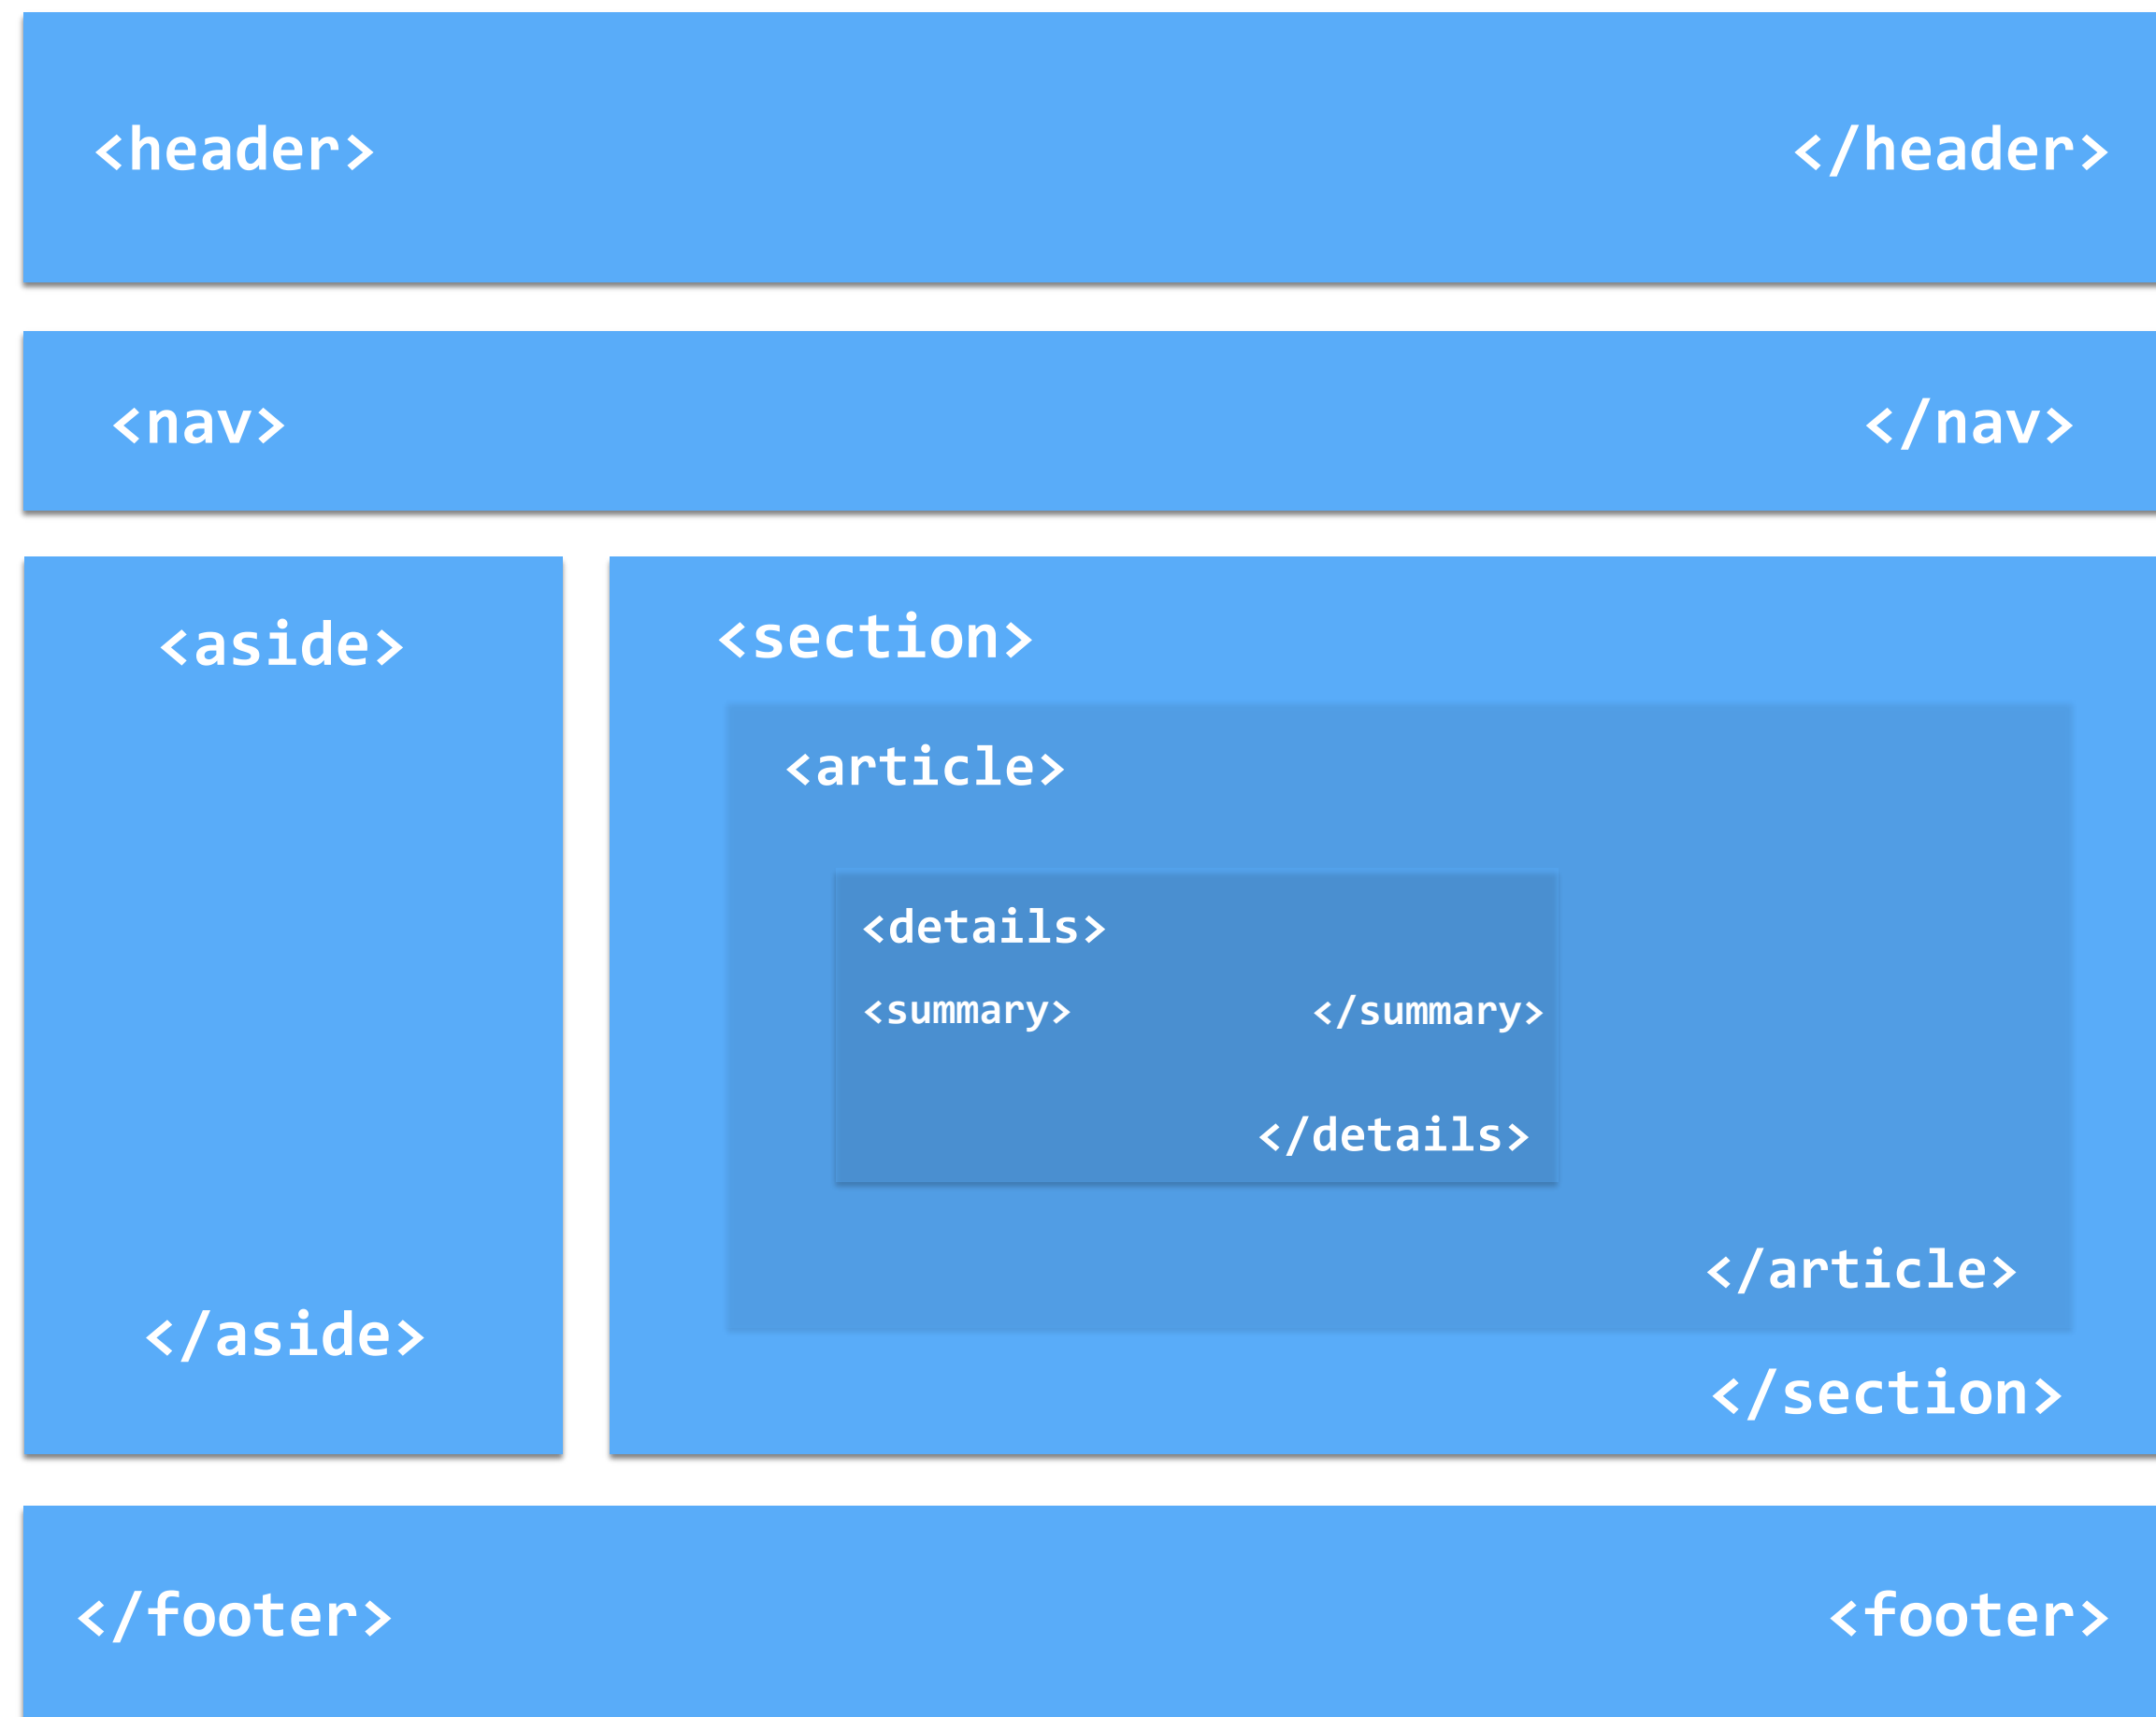 <header> </header>
<nav> </nav>
<aside>
</aside>
<section>
<article>
<details>
<summary> </summary>
</details>
</article>
</section>
</footer> <footer>